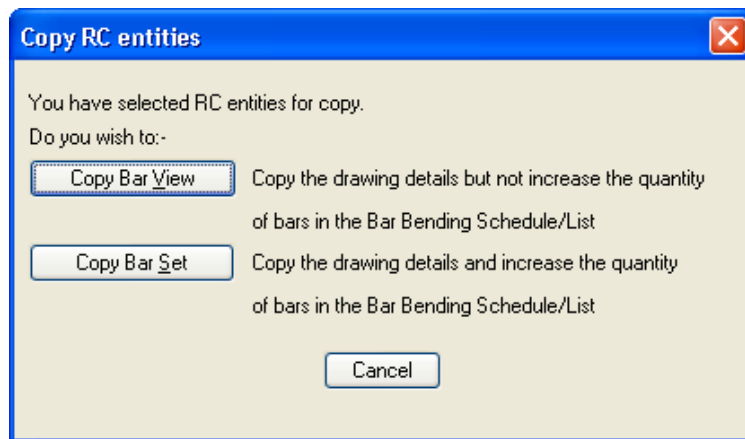 Copy RC entities
You have selected RC entities for copy.
Do you wish to:-
Copy Bar View Copy the drawing details but not increase the quantity
of bars in the Bar Bending Schedule/List
Copy Bar Set Copy the drawing details and increase the quantity
of bars in the Bar Bending Schedule/List
Cancel